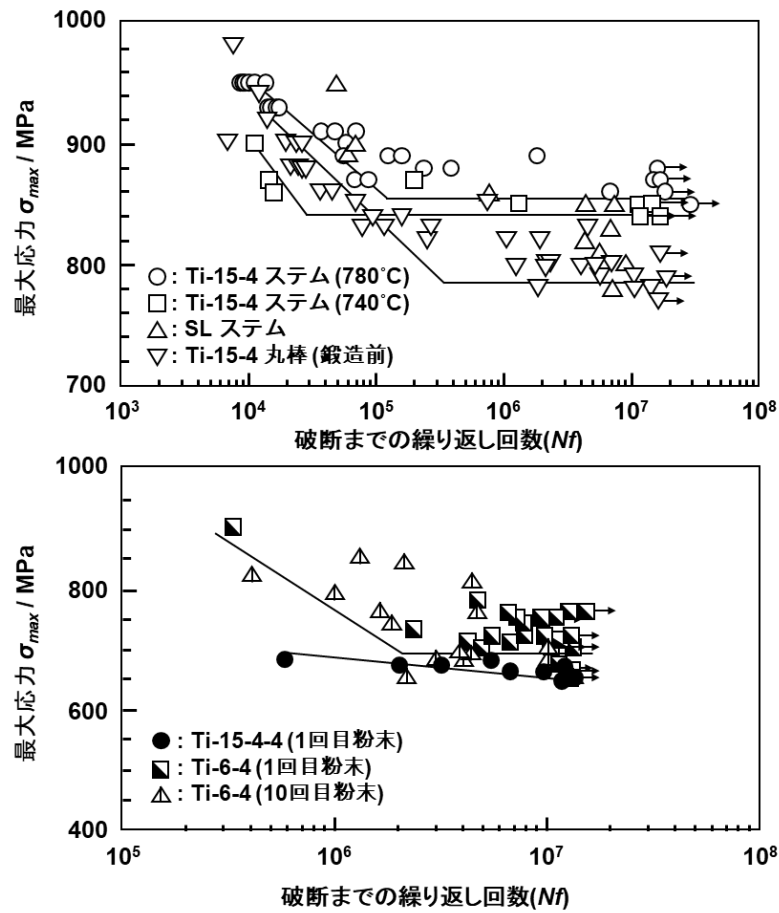 1000
900
800
700
最大応力 σmax / MPa
○: Ti-15-4 ステム (780°C)
□: Ti-15-4 ステム (740°C)
△: SL ステム
▽: Ti-15-4 丸棒 (鍛造前)
10³ 10⁴ 10⁵ 10⁶ 10⁷ 10⁸
破断までの繰り返し回数(Nf)
1000
800
600
400
最大応力 σmax / MPa
●: Ti-15-4-4 (1回目粉末)
: Ti-6-4 (1回目粉末)
: Ti-6-4 (10回目粉末)
10⁵ 10⁶ 10⁷ 10⁸
破断までの繰り返し回数(Nf)